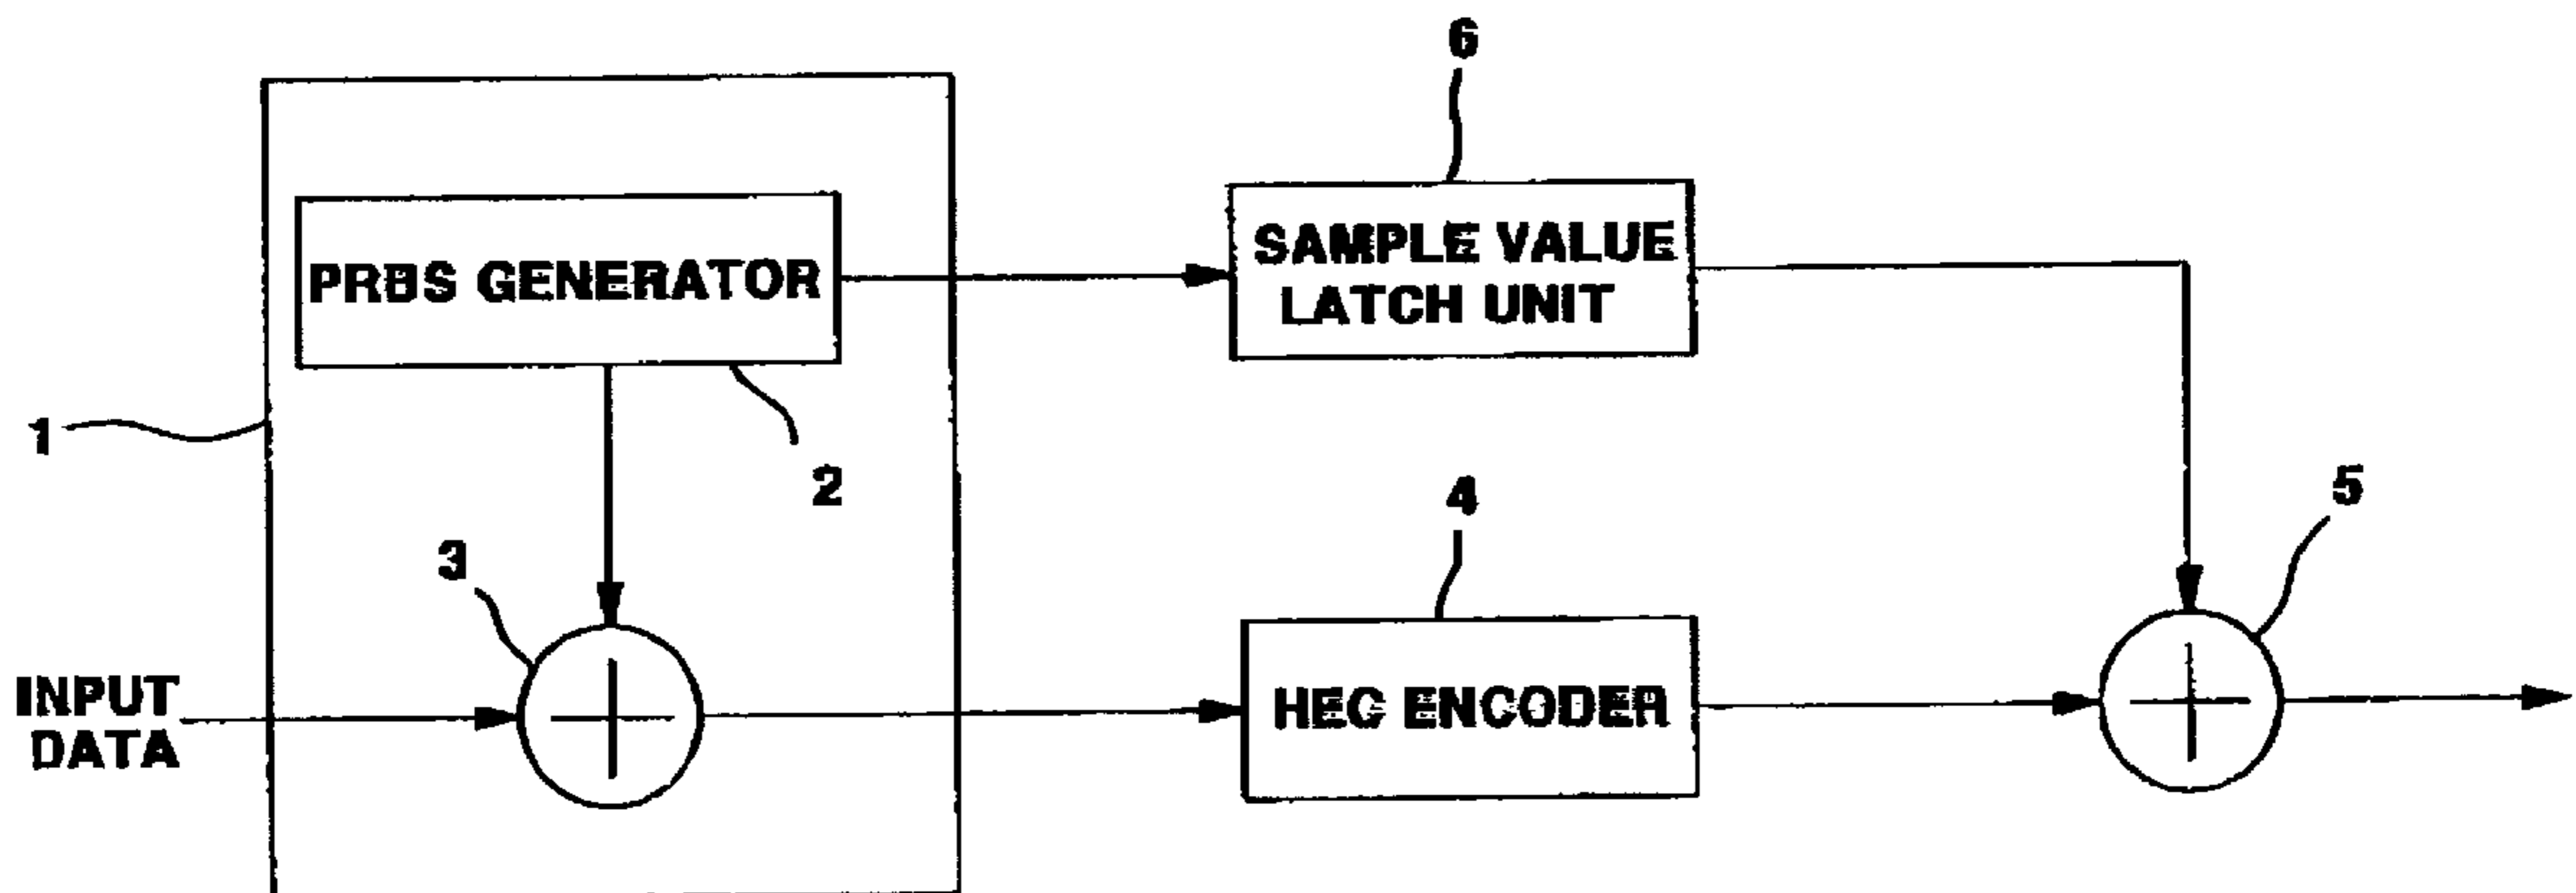 6
PRBS GENERATOR
SAMPLE VALUE
LATCH UNIT
1
2
4
5
3
INPUT
DATA
HEC ENCODER